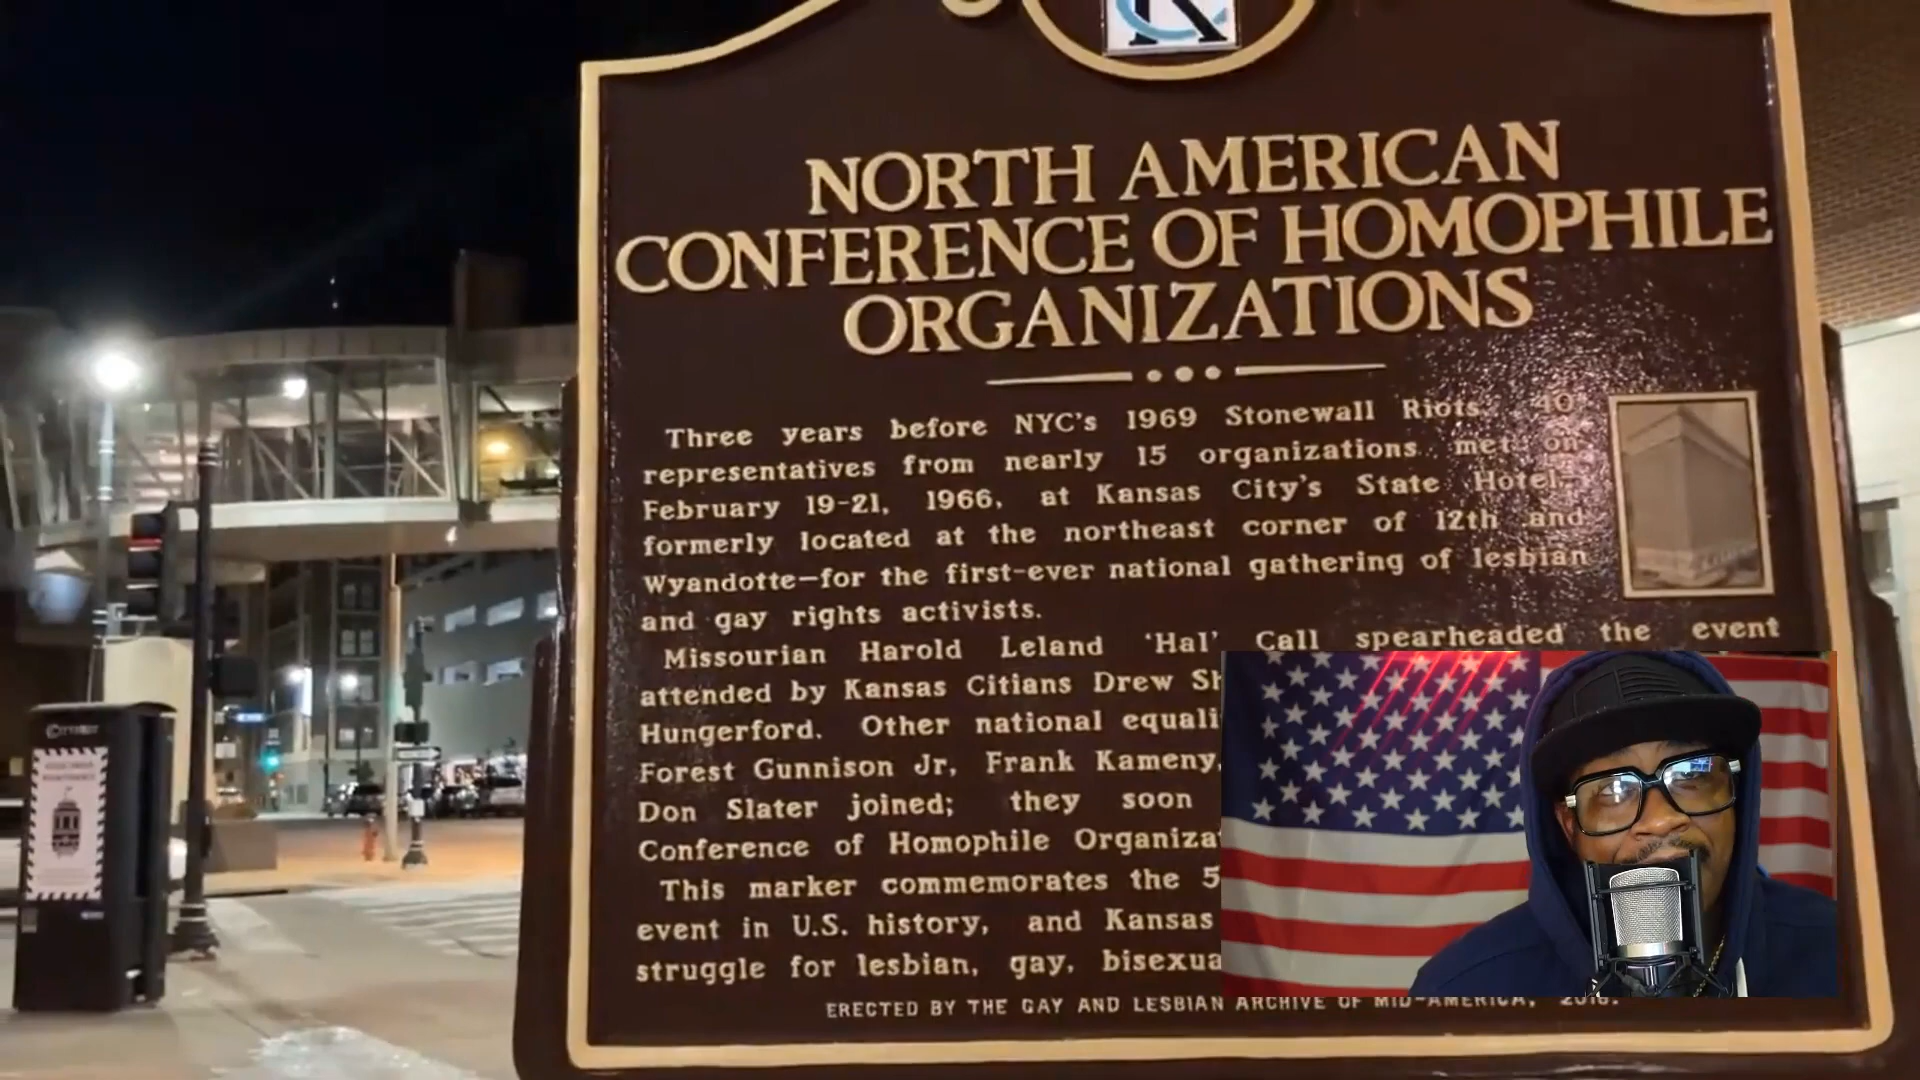 NORTH AMERICAN
CONFERENCE OF HOMOPHILE
ORGANIZATIONS
Three years before NYC's 1969 Stonewall Riots, 40
representatives from nearly 15 organizations met on
February 19-21, 1966, at Kansas City's State Hotel—
formerly located at the northeast corner of 12th and
Wyandotte—for the first-ever national gathering of lesbian
and gay rights activists.
Missourian Harold Leland 'Hal' Call spearheaded the event
attended by Kansas Citians Drew
Hungerford. Other national
Forest Gunnison Jr, Frank Kameny,
Don Slater joined; they soon
Conference of Homophile
This marker commemorates the
event in U.S. history, and Kansas
struggle for lesbian, gay,
ERECTED BY THE GAY AND LESBIAN ARCHIVE OF MID-AMERICA,